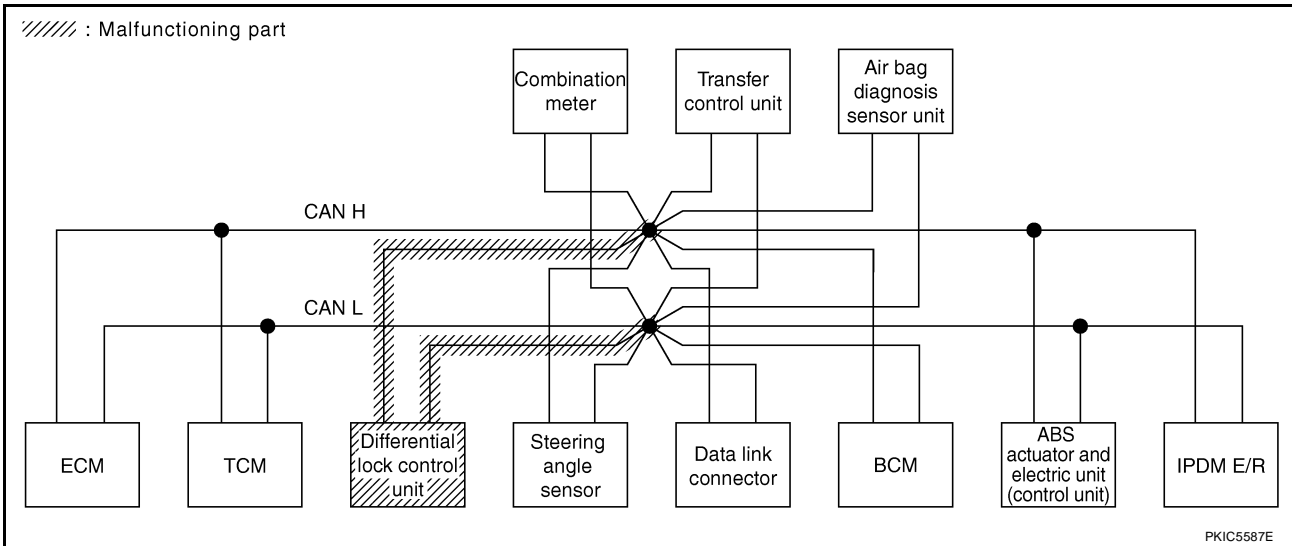 : Malfunctioning part
Combination
meter
Transfer
control unit
Air bag
diagnosis
sensor unit
CAN H
CAN L
ECM
TCM
Differential
lock control
unit
Steering
angle
sensor
Data link
connector
BCM
ABS
actuator and
electric unit
(control unit)
IPDM E/R
PKIC5587E